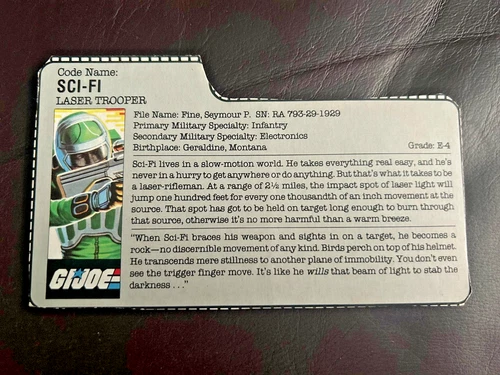 Code Name:
SCI-FI
LASER TROOPER
File Name: Fine, Seymour P. SN: RA 793-29-1929
Primary Military Specialty: Infantry
Secondary Military Specialty: Electronics
Birthplace: Geraldine, Montana Grade: E-4
Sci-Fi lives in a slow-motion world. He takes everything real easy, and he's
never in a hurry to get anywhere or do anything. But that's what it takes to be
a laser-rifleman. At a range of 2½ miles, the impact spot of laser light will
jump one hundred feet for every one thousandth of an inch movement at the
source. That spot has got to be held on target long enough to burn through
that source, otherwise it's no more harmful than a warm breeze.
"When Sci-Fi braces his weapon and sights in on a target, he becomes a
rock—no discernible movement of any kind. Birds perch on top of his helmet.
He transcends mere stillness to another plane of immobility. You don't even
see the trigger finger move. It's like he wills that beam of light to stab the
darkness . . ."
G.I. JOE